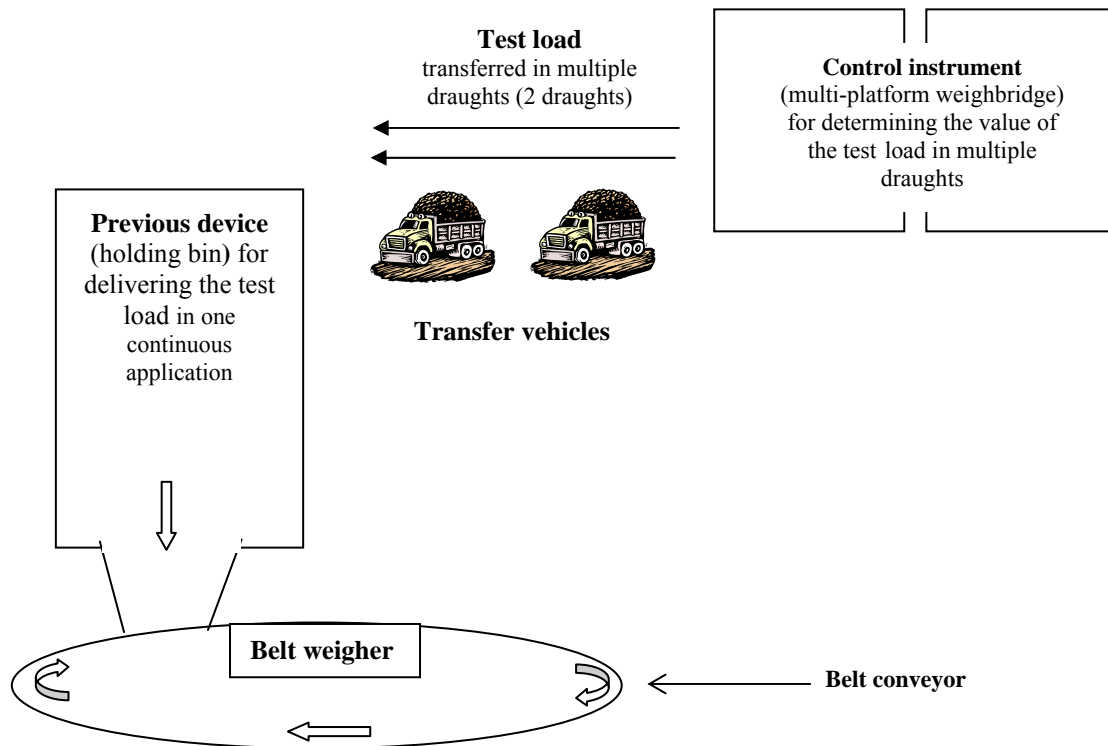 Test load
transferred in multiple
draughts (2 draughts)
Control instrument
(multi-platform weighbridge)
for determining the value of
the test load in multiple
draughts
Previous device
(holding bin) for
delivering the test
load in one
continuous
application
Transfer vehicles
Belt weigher
Belt conveyor